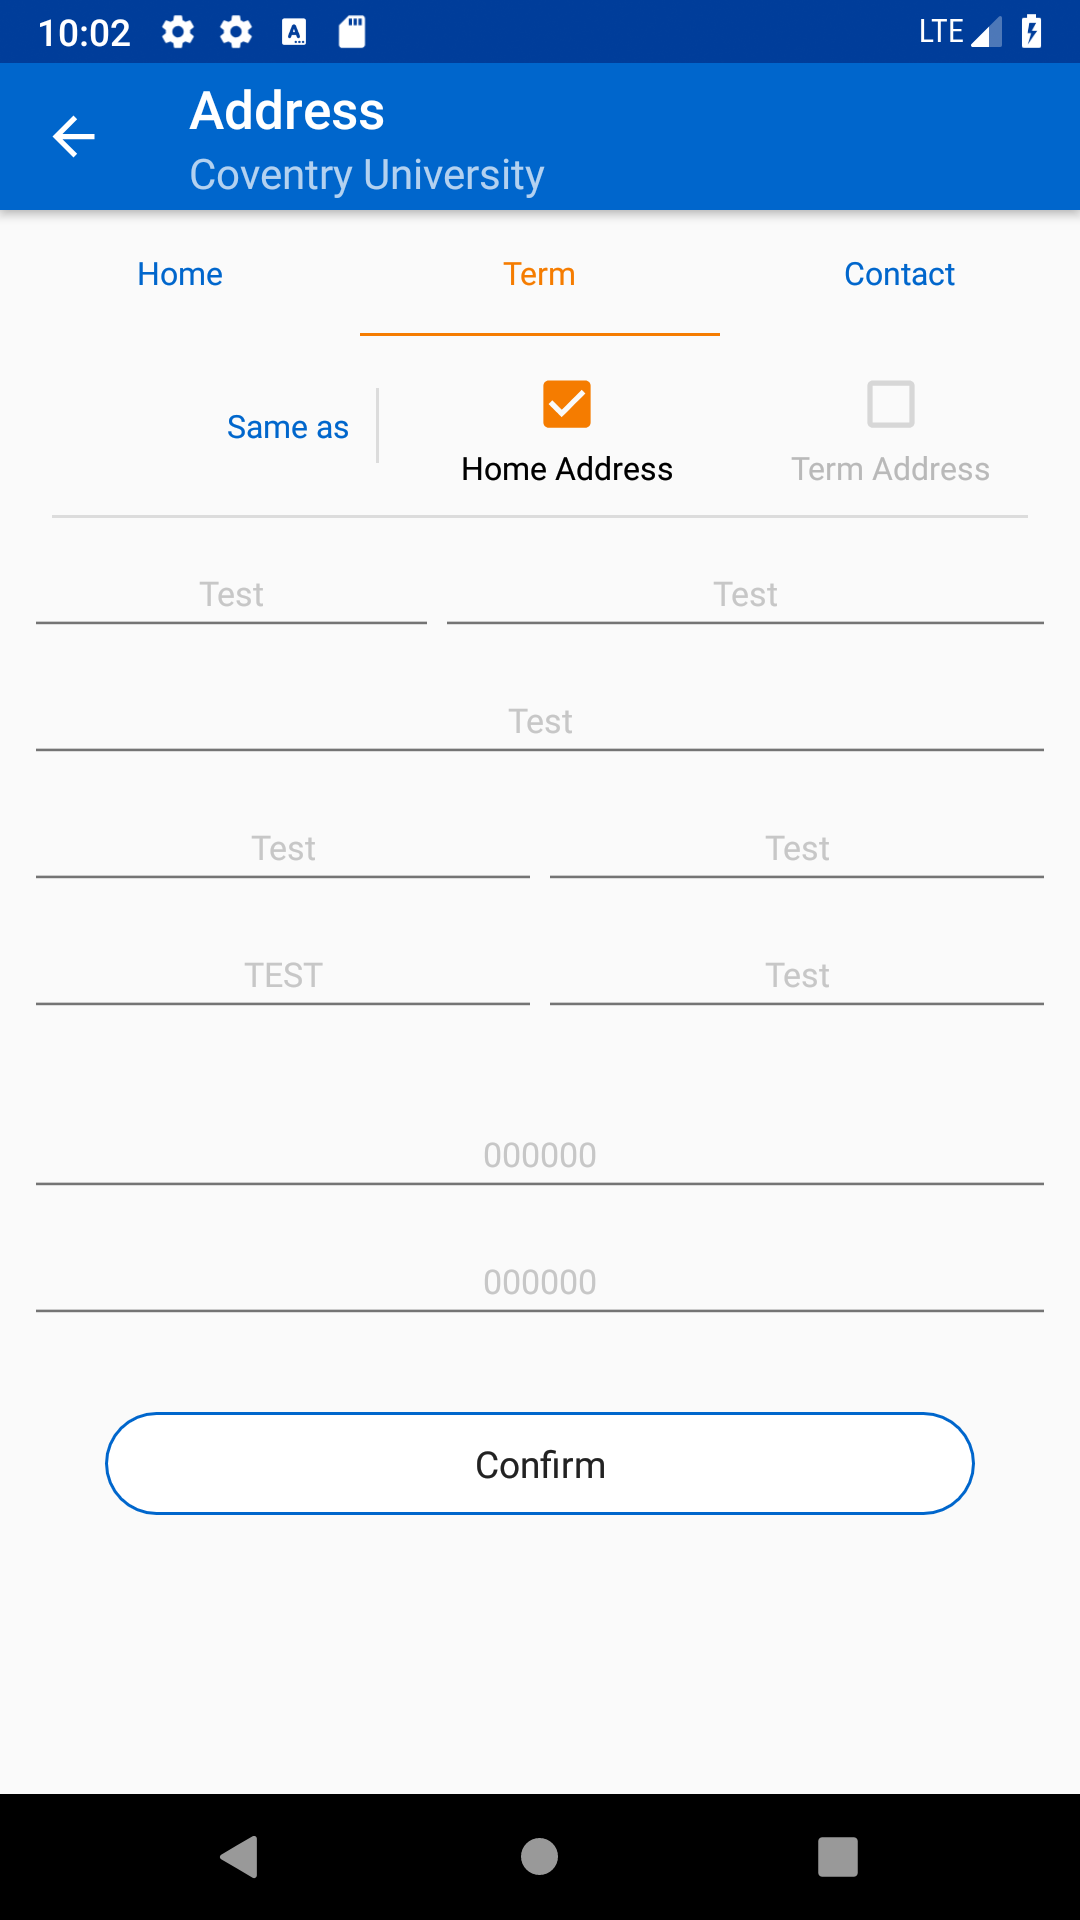 10:02
LTE
Address
Coventry University
Home Term Contact
Same as
Home Address Term Address
Test Test
Test
Test Test
TEST Test
000000
000000
Confirm